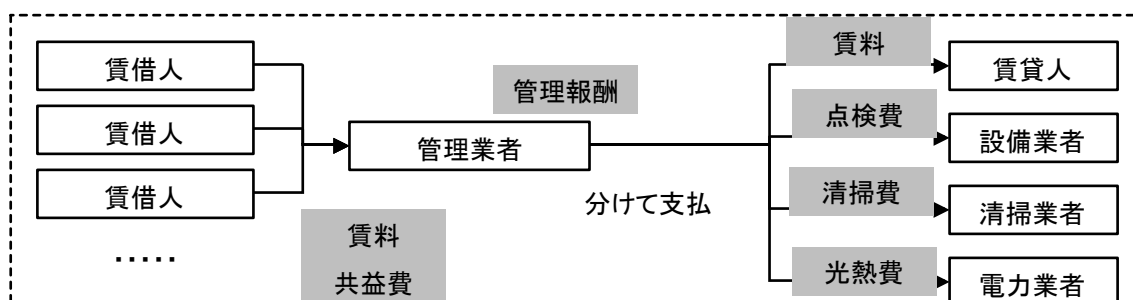 賃借人
賃借人
賃借人
・・・・・
賃料
共益費
管理報酬
管理業者
分けて支払
賃料
賃貸人
点検費
設備業者
清掃費
清掃業者
光熱費
電力業者